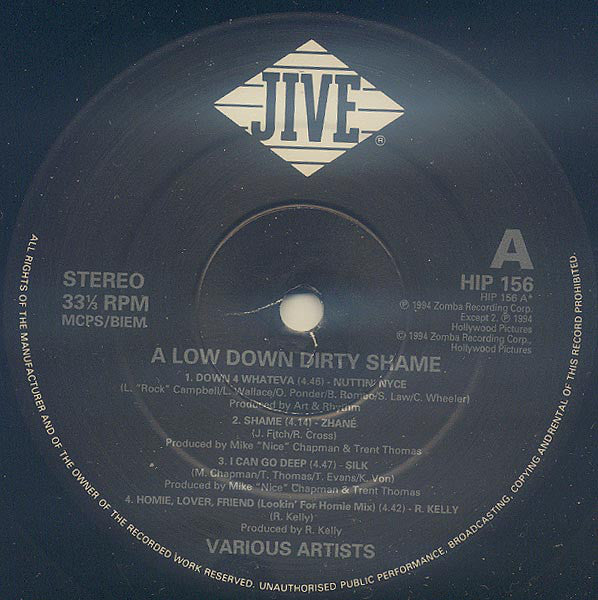 JIVE
®
A
STEREO
33⅓ RPM
MCPS/BIEM
HIP 156
HIP 156 A*
℗ 1994 Zomba Recording Corp.
Except 2, ℗ 1994
Hollywood Pictures
© 1994 Zomba Recording Corp.,
Hollywood Pictures
A LOW DOWN DIRTY SHAME
1. DOWN 4 WHATEVA (4.46) - NUTTIN' NYCE
(L. "Rock" Campbell/L. Wallace/O. Ponder/B. Romeo/S. Law/C. Wheeler)
Produced by Art & Rhythm
2. SHAME (4.14) - ZHANÉ
(J. Fitch/R. Cross)
Produced by Mike "Nice" Chapman & Trent Thomas
3. I CAN GO DEEP (4.47) - SILK
(M. Chapman/T. Thomas/T. Evans/K. Von)
Produced by Mike "Nice" Chapman & Trent Thomas
4. HOMIE, LOVER, FRIEND (Lookin' For Homie Mix) (4.42) - R. KELLY
(R. Kelly)
Produced by R. Kelly
VARIOUS ARTISTS
ALL RIGHTS OF THE MANUFACTURER AND OF THE OWNER OF THE RECORDED WORK RESERVED. UNAUTHORISED PUBLIC PERFORMANCE, BROADCASTING, COPYING ANDRENTAL OF THIS RECORD PROHIBITED.